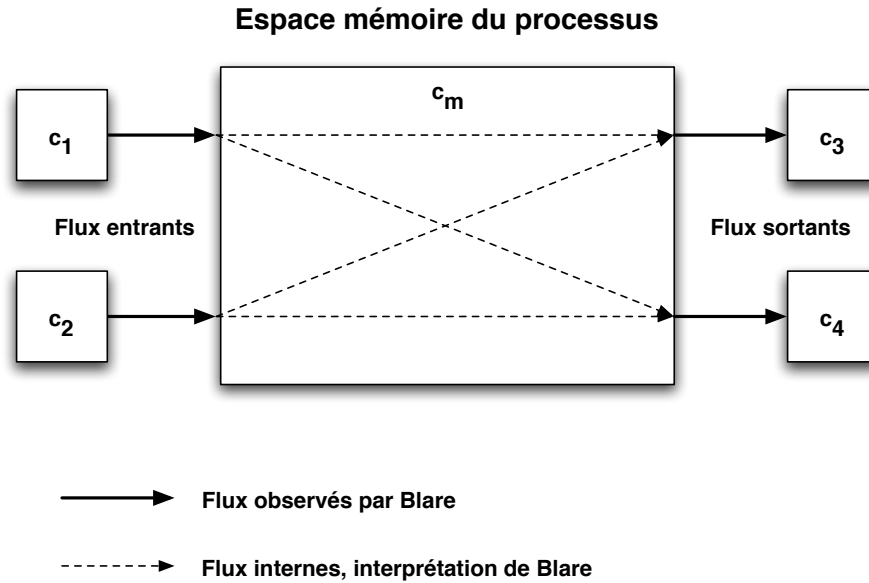 Espace mémoire du processus
c1
cm
c3
Flux entrants
Flux sortants
c2
c4
Flux observés par Blare
Flux internes, interprétation de Blare